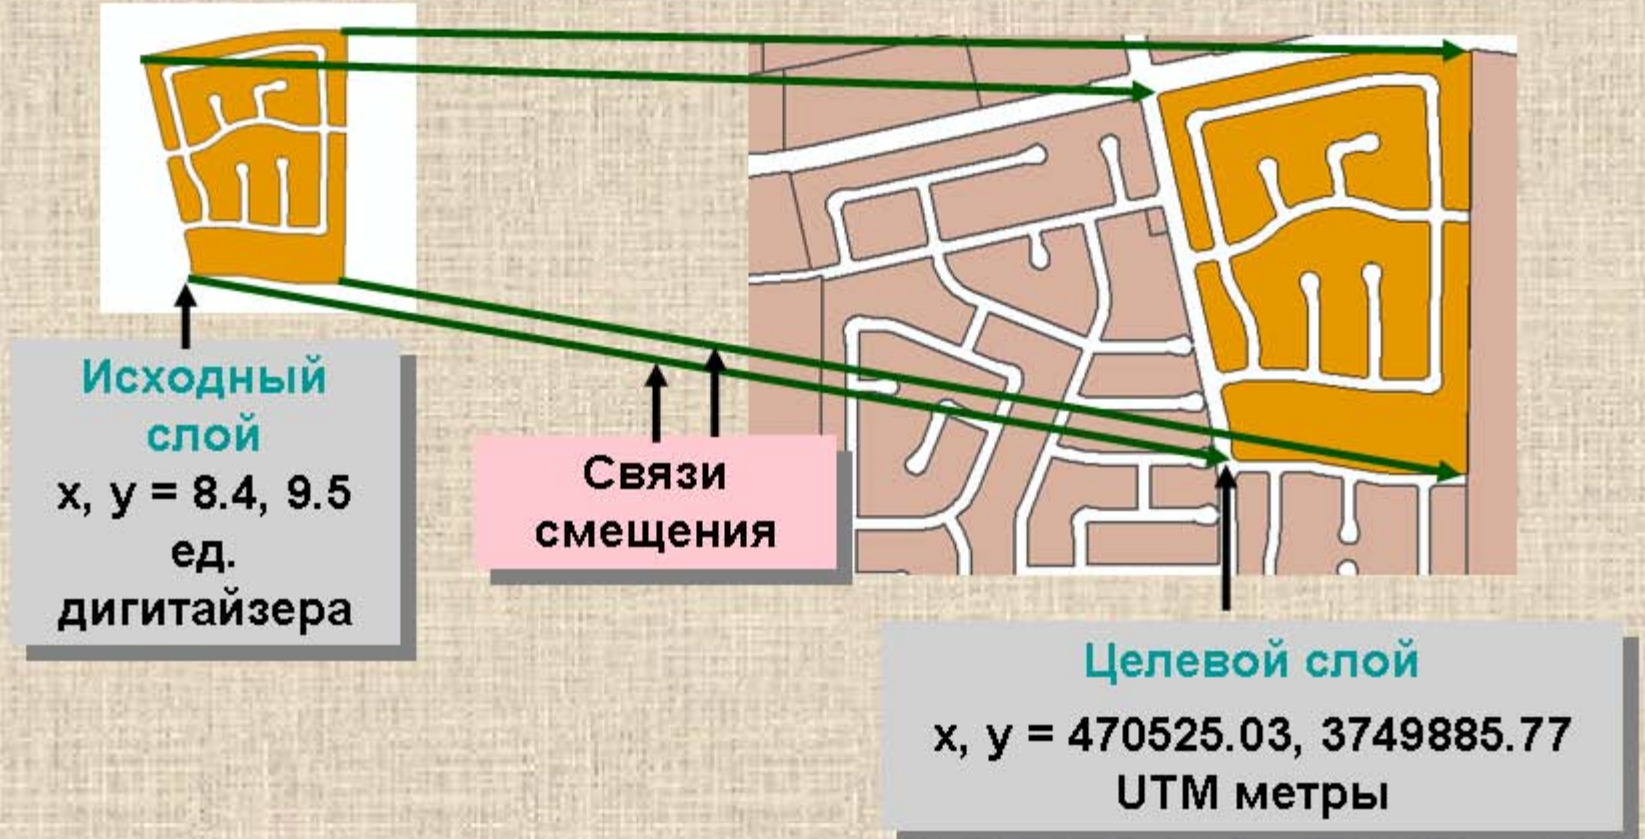 Исходный
слой
x, y = 8.4, 9.5
ед.
дигитайзера
Связи
смещения
Целевой слой
x, y = 470525.03, 3749885.77
UTM метры